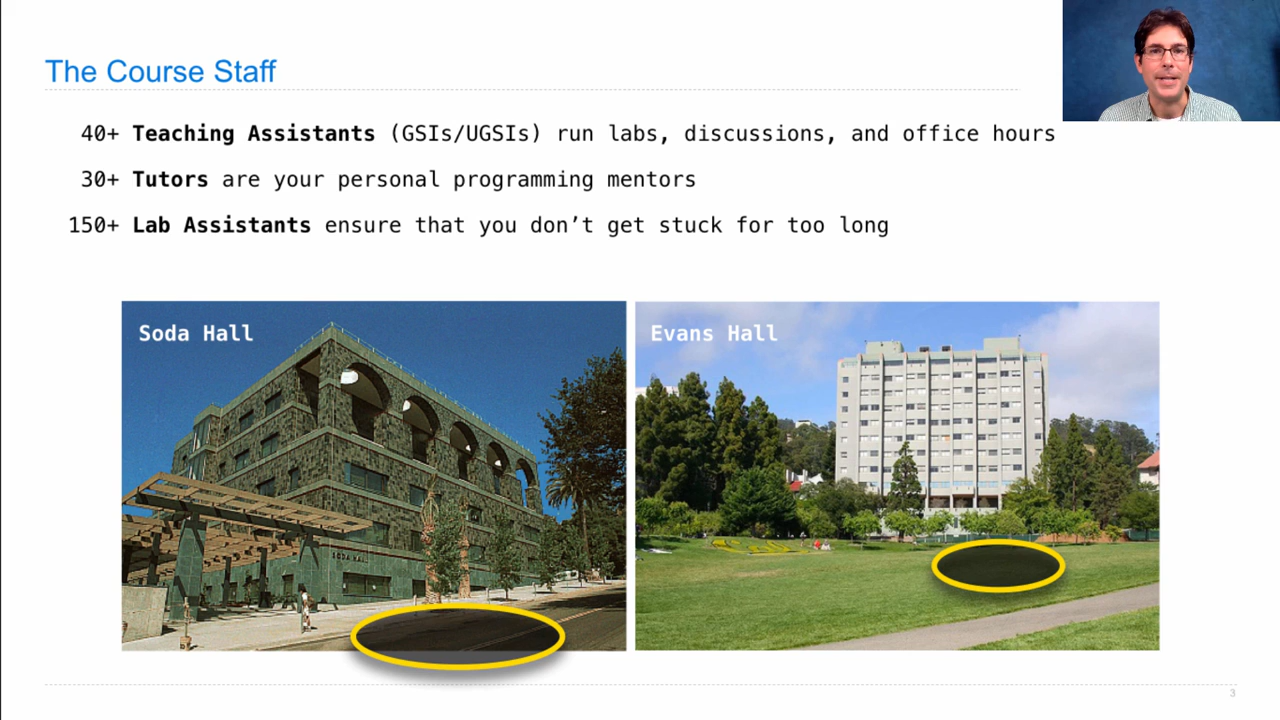 The Course Staff
40+ Teaching Assistants (GSIs/UGSIs) run labs, discussions, and office hours
30+ Tutors are your personal programming mentors
150+ Lab Assistants ensure that you don’t get stuck for too long
Soda Hall
Evans Hall
SODA HALL
3